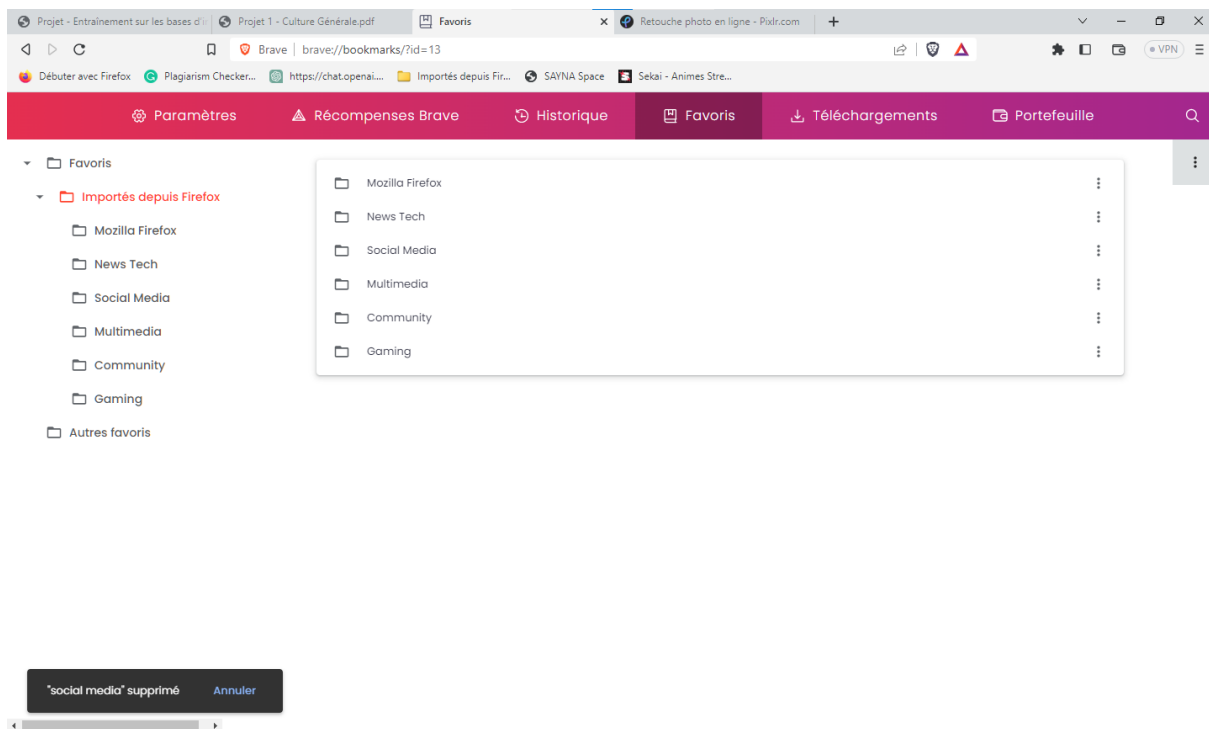 Projet - Entraînement sur les bases d'i Projet 1 - Culture Générale.pdf Favoris Retouche photo en ligne - Pixlr.com
Brave | brave://bookmarks/?id=13 VPN
Débuter avec Firefox Plagiarism Checker... https://chat.openai.... Importés depuis Fir... SAYNA Space Sekai - Animes Stre...
Paramètres Récompenses Brave Historique Favoris Téléchargements Portefeuille
Favoris
Importés depuis Firefox
Mozilla Firefox
News Tech
Social Media
Multimedia
Community
Gaming
Autres favoris
Mozilla Firefox
News Tech
Social Media
Multimedia
Community
Gaming
"social media" supprimé Annuler